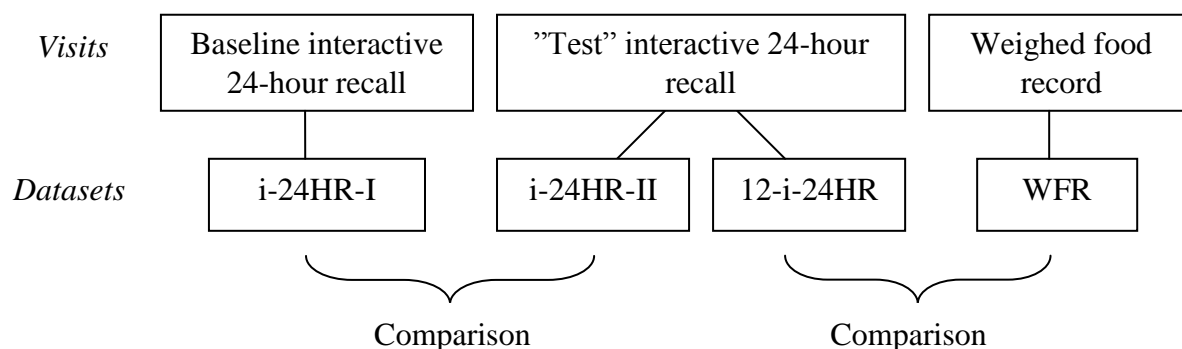 Visits
Baseline interactive
24-hour recall
”Test” interactive 24-hour
recall
Weighed food
record
Datasets
i-24HR-I
i-24HR-II
12-i-24HR
WFR
Comparison
Comparison